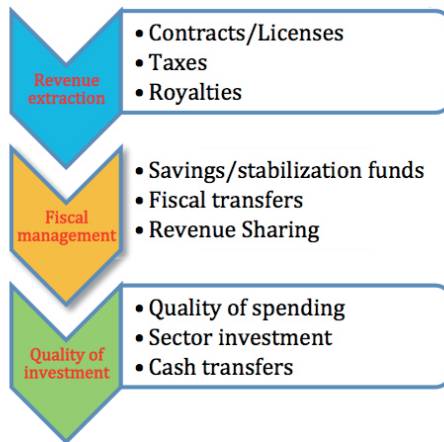 Revenue
extraction
• Contracts/Licenses
• Taxes
• Royalties
Fiscal
management
• Savings/stabilization funds
• Fiscal transfers
• Revenue Sharing
Quality of
investment
• Quality of spending
• Sector investment
• Cash transfers